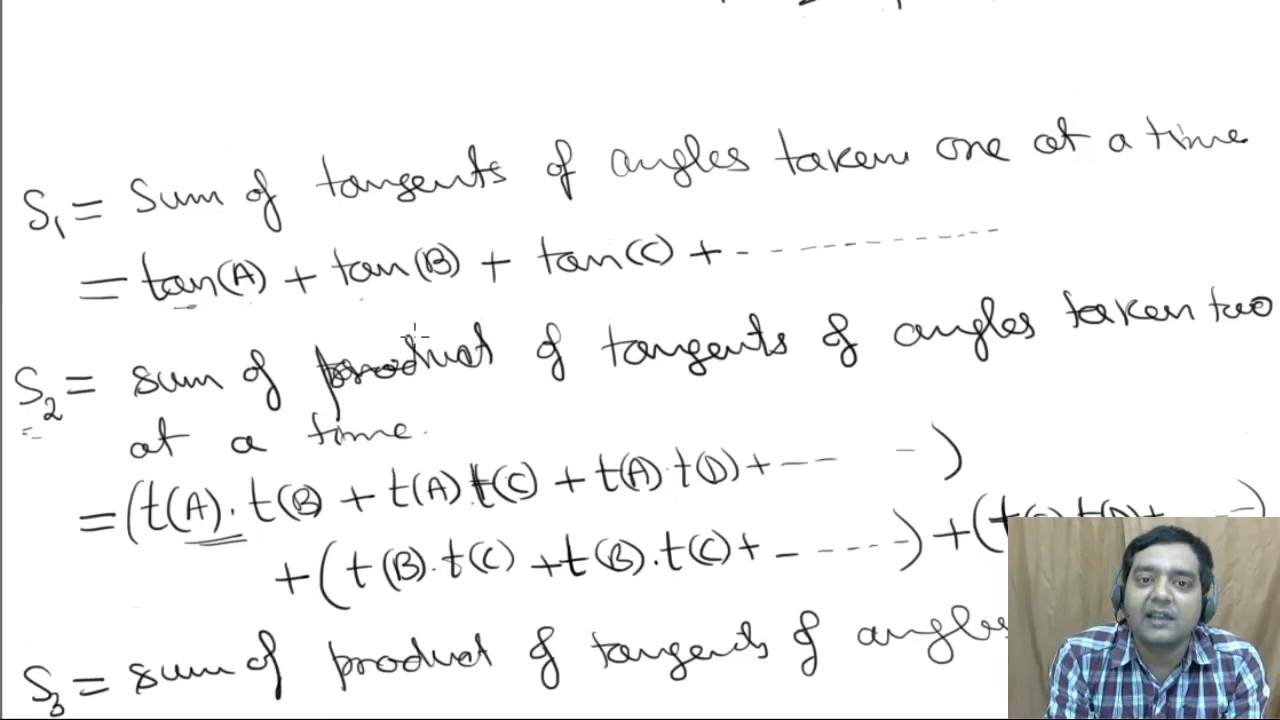 S₁ = Sum of tangents of angles taken one at a time
= tan(A) + tan(B) + tan(C) + - - - - - - - - - - -
S₂ = sum of product of tangents of angles taken two
at a time.
= (t(A). t(B) + t(A) t(C) + t(A). t(D) + - - - - )
+ (t(B). t(C) + t(B). t(C) + - - - - - ) + (
S₃ = sum of product of tangents of angles